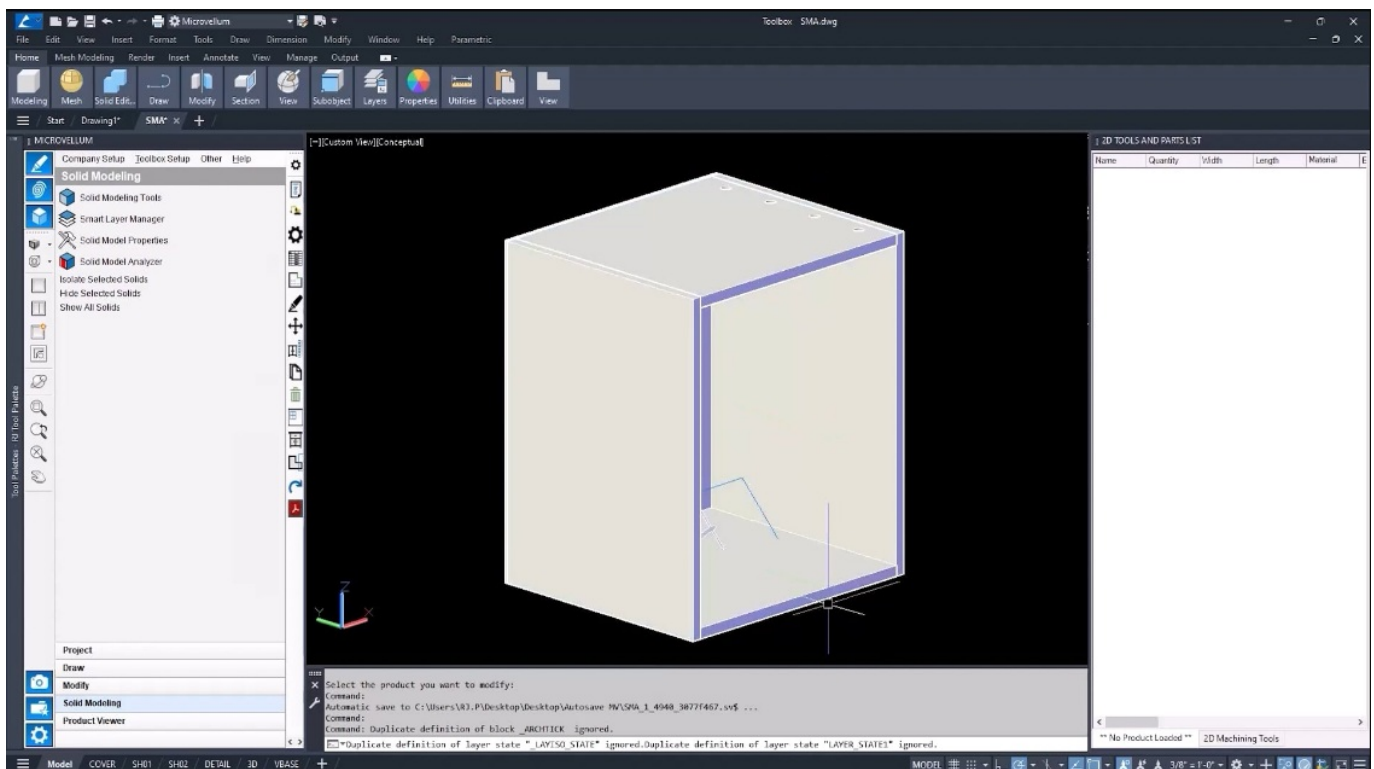 Microvellum
Toolbox SMA.dwg
File Edit View Insert Format Tools Draw Dimension Modify Window Help Parametric
Home Mesh Modeling Render Insert Annotate View Manage Output
Modeling Mesh Solid Edit... Draw Modify Section View Subobject Layers Properties Utilities Clipboard View
Start / Drawing1* / SMA* × +
MICROVELLUM
Company Setup Toolbox Setup Other Help
Solid Modeling
Solid Modeling Tools
Smart Layer Manager
Solid Model Properties
Solid Model Analyzer
Isolate Selected Solids
Hide Selected Solids
Show All Solids
Project
Draw
Modify
Solid Modeling
Product Viewer
[−][Custom View][Conceptual]
Z
Y X
2D TOOLS AND PARTS LIST
Name Quantity Width Length Material E
Select the product you want to modify:
Command:
Automatic save to C:\Users\RJ.P\Desktop\Desktop\Autosave MV\SMA_1_4940_3077f467.sv$ ...
Command:
Command: Duplicate definition of block _ARCHTICK ignored.
Duplicate definition of layer state "_LAYISO_STATE" ignored.Duplicate definition of layer state "LAYER_STATE1" ignored.
** No Product Loaded ** 2D Machining Tools
Model COVER SH01 SH02 DETAIL 3D VBASE +
MODEL 3/8" = 1'-0"